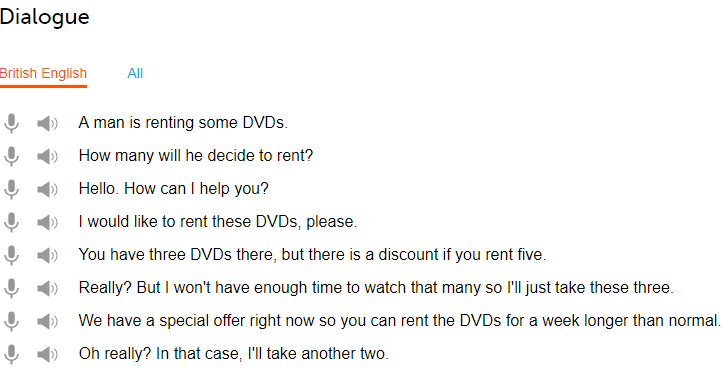 Dialogue
British English All
A man is renting some DVDs.
How many will he decide to rent?
Hello. How can I help you?
I would like to rent these DVDs, please.
You have three DVDs there, but there is a discount if you rent five.
Really? But I won't have enough time to watch that many so I'll just take these three.
We have a special offer right now so you can rent the DVDs for a week longer than normal.
Oh really? In that case, I'll take another two.